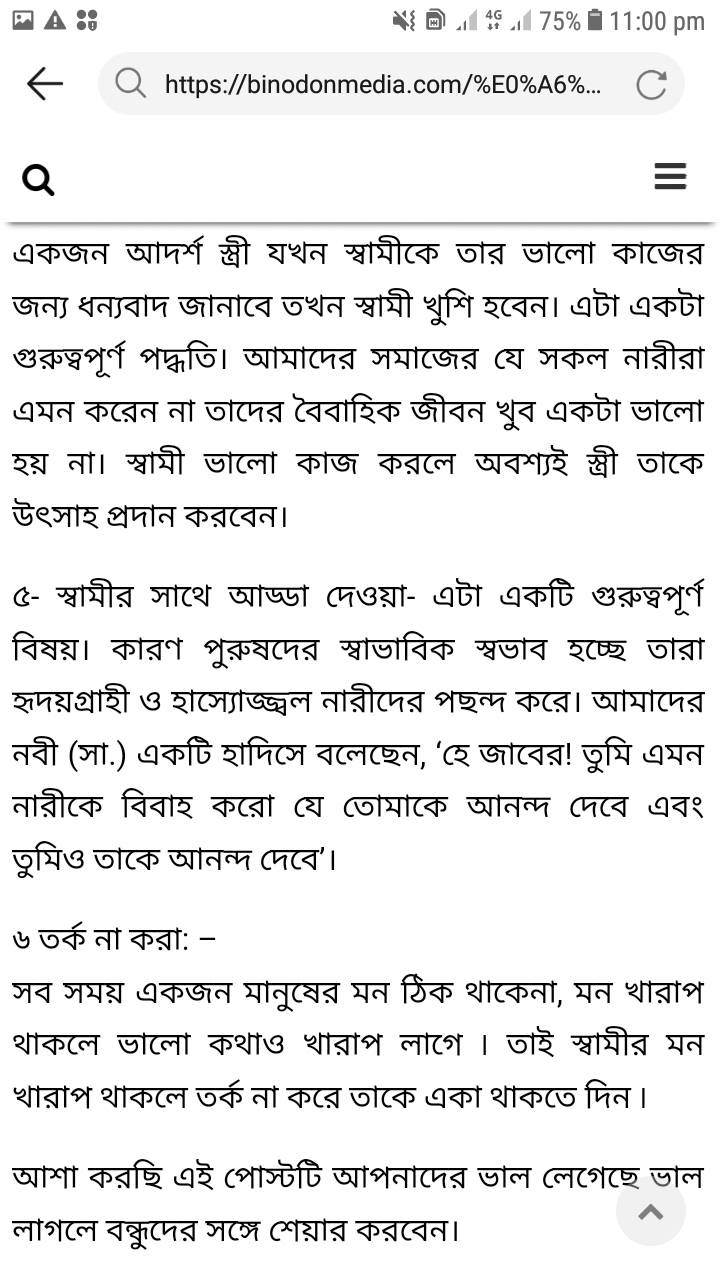 75% 11:00 pm
4G
https://binodonmedia.com/%E0%A6%...
একজন আদর্শ স্ত্রী যখন স্বামীকে তার ভালো কাজের
জন্য ধন্যবাদ জানাবে তখন স্বামী খুশি হবেন। এটা একটা
গুরুত্বপূর্ণ পদ্ধতি। আমাদের সমাজের যে সকল নারীরা
এমন করেন না তাদের বৈবাহিক জীবন খুব একটা ভালো
হয় না। স্বামী ভালো কাজ করলে অবশ্যই স্ত্রী তাকে
উৎসাহ প্রদান করবেন।
৫- স্বামীর সাথে আড্ডা দেওয়া- এটা একটি গুরুত্বপূর্ণ
বিষয়। কারণ পুরুষদের স্বাভাবিক স্বভাব হচ্ছে তারা
হৃদয়গ্রাহী ও হাস্যোজ্জ্বল নারীদের পছন্দ করে। আমাদের
নবী (সা.) একটি হাদিসে বলেছেন, ‘হে জাবের! তুমি এমন
নারীকে বিবাহ করো যে তোমাকে আনন্দ দেবে এবং
তুমিও তাকে আনন্দ দেবে’।
৬ তর্ক না করা: –
সব সময় একজন মানুষের মন ঠিক থাকেনা, মন খারাপ
থাকলে ভালো কথাও খারাপ লাগে । তাই স্বামীর মন
খারাপ থাকলে তর্ক না করে তাকে একা থাকতে দিন ।
আশা করছি এই পোস্টটি আপনাদের ভাল লেগেছে ভাল
লাগলে বন্ধুদের সঙ্গে শেয়ার করবেন।